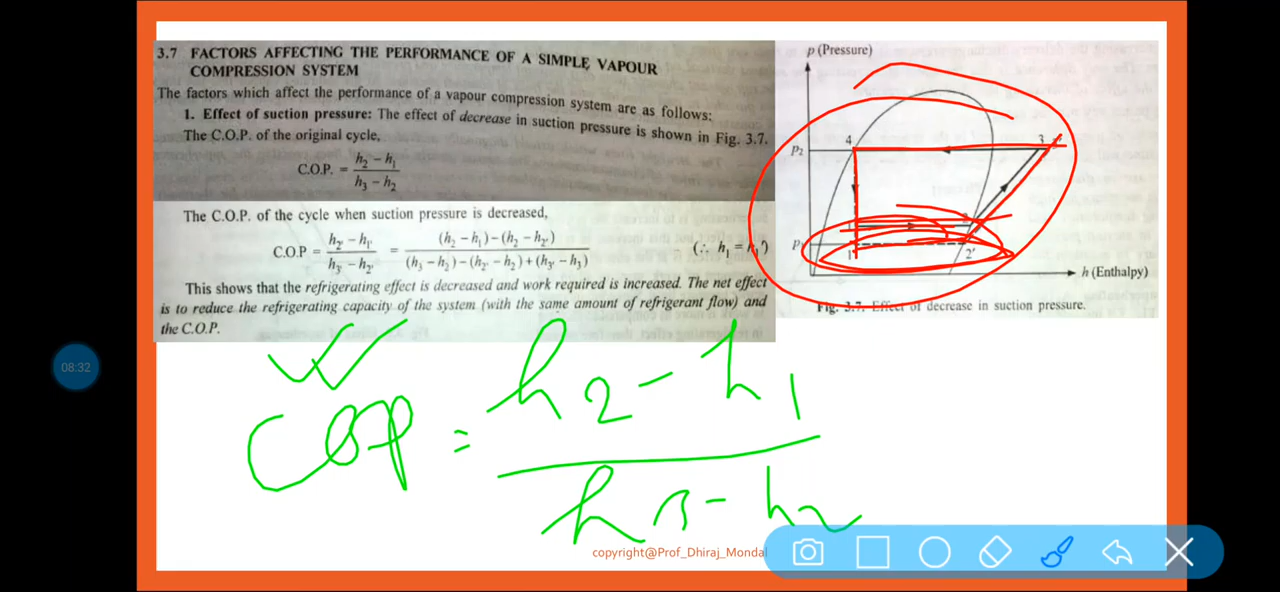 3.7 FACTORS AFFECTING THE PERFORMANCE OF A SIMPLE VAPOUR
COMPRESSION SYSTEM
The factors which affect the performance of a vapour compression system are as follows:
1. Effect of suction pressure: The effect of decrease in suction pressure is shown in Fig. 3.7.
The C.O.P. of the original cycle,
C.O.P. = (h2 – h1) / (h3 – h2)
The C.O.P. of the cycle when suction pressure is decreased,
C.O.P = (h2' – h1') / (h3' – h2') = ((h2 – h1) – (h2 – h2')) / ((h3 – h2) – (h2' – h2) + (h3' – h3)) (∴ h1 = h1')
This shows that the refrigerating effect is decreased and work required is increased. The net effect
is to reduce the refrigerating capacity of the system (with the same amount of refrigerant flow) and
the C.O.P.
p (Pressure)
4
3
P2
P1
1'
2'
h (Enthalpy)
Fig. 3.7. Effect of decrease in suction pressure.
COP = (h2 – h1) / (h3 – h2)
08:32
copyright@Prof_Dhiraj_Mondal